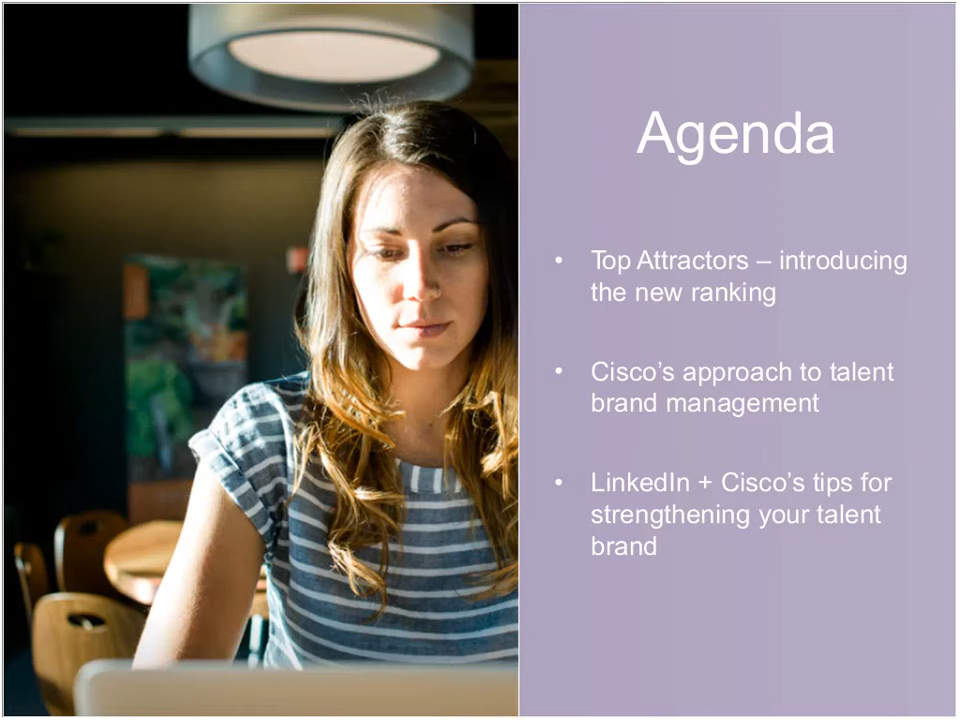 Agenda
• Top Attractors – introducing
the new ranking
• Cisco’s approach to talent
brand management
• LinkedIn + Cisco’s tips for
strengthening your talent
brand